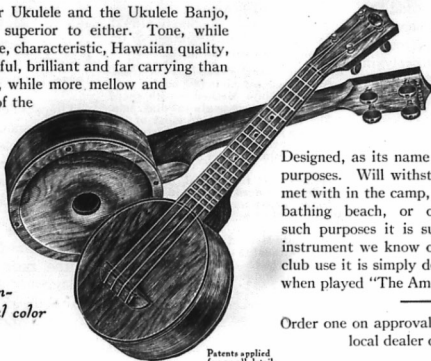 r Ukulele and the Ukulele Banjo,
superior to either. Tone, while
e, characteristic, Hawaiian quality,
ful, brilliant and far carrying than
, while more mellow and
of the
Designed, as its name
purposes. Will withst
met with in the camp,
bathing beach, or o
such purposes it is su
instrument we know o
club use it is simply d
when played "The Am
n-
l color
Order one on approval
local dealer o
Patents applied